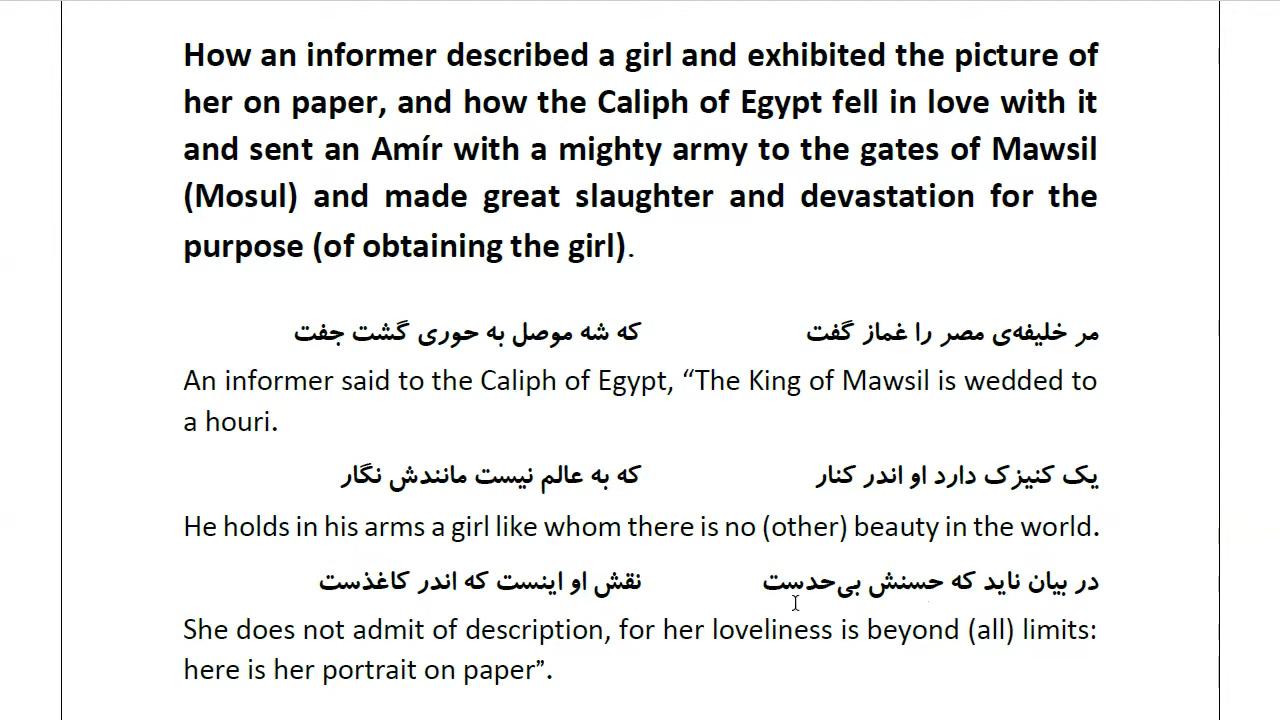 How an informer described a girl and exhibited the picture of
her on paper, and how the Caliph of Egypt fell in love with it
and sent an Amír with a mighty army to the gates of Mawsil
(Mosul) and made great slaughter and devastation for the
purpose (of obtaining the girl).
مر خلیفه‌ی مصر را غماز گفت که شه موصل به حوری گشت جفت
An informer said to the Caliph of Egypt, “The King of Mawsil is wedded to
a houri.
یک کنیزک دارد او اندر کنار که به عالم نیست مانندش نگار
He holds in his arms a girl like whom there is no (other) beauty in the world.
در بیان ناید که حسنش بی‌حدست نقش او اینست که اندر کاغذست
She does not admit of description, for her loveliness is beyond (all) limits:
here is her portrait on paper”.